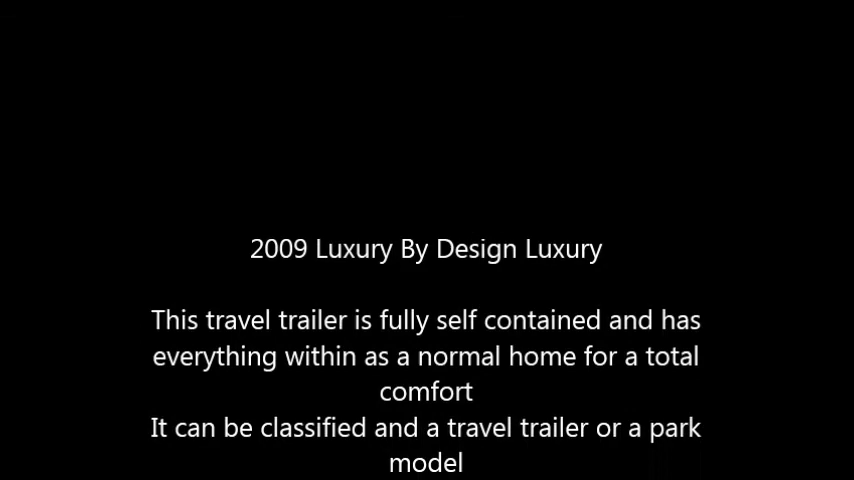 2009 Luxury By Design Luxury
This travel trailer is fully self contained and has
everything within as a normal home for a total
comfort
It can be classified and a travel trailer or a park
model